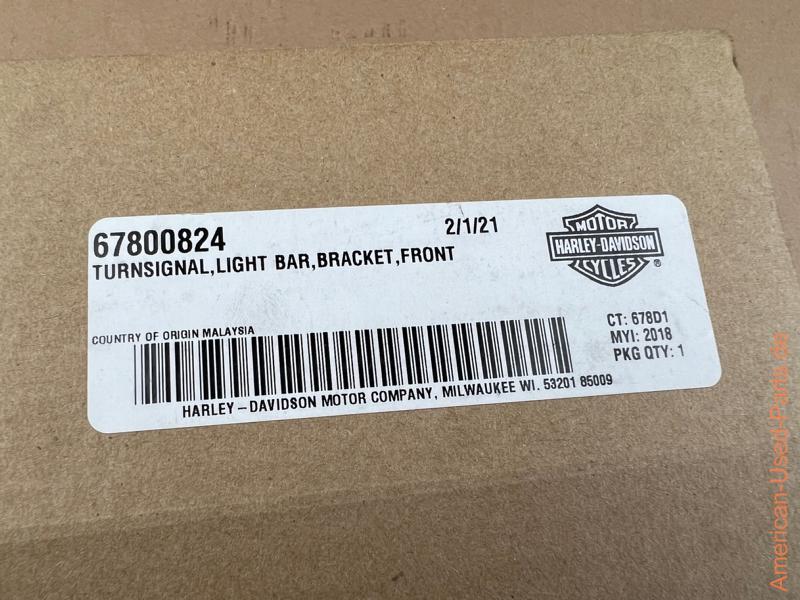 67800824
2/1/21
TURNSIGNAL,LIGHT BAR,BRACKET,FRONT
MOTOR
HARLEY-DAVIDSON
CYCLES
®
COUNTRY OF ORIGIN MALAYSIA
CT: 678D1
MYI: 2018
PKG QTY: 1
HARLEY-DAVIDSON MOTOR COMPANY, MILWAUKEE WI. 53201 85009
American-Used-Parts.de